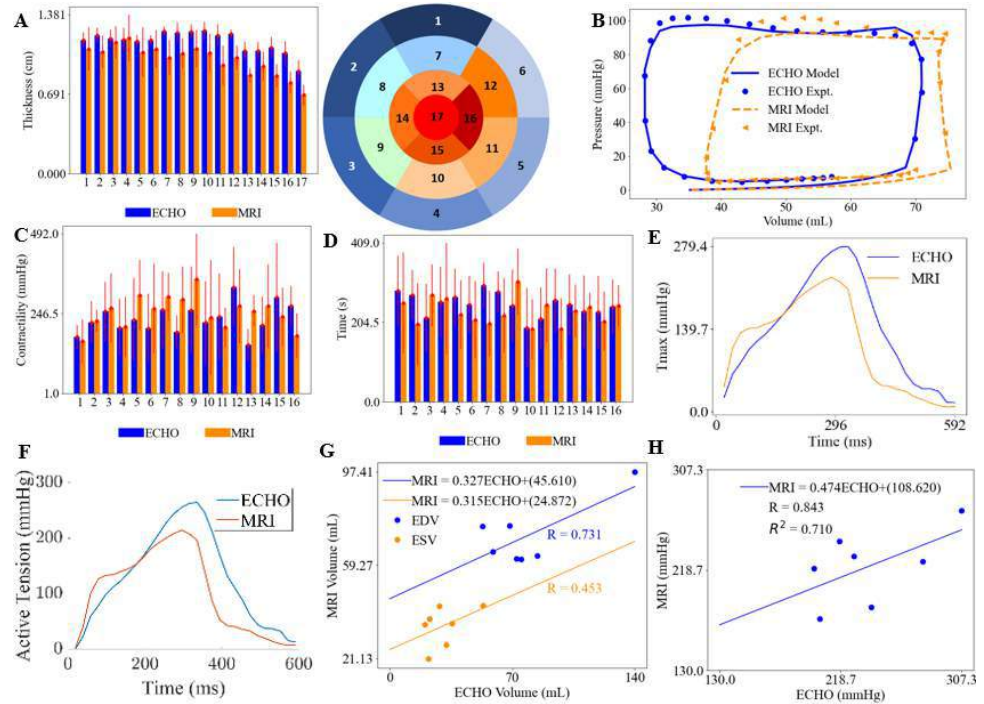 A
1.381
0.691
0.000
Thickness (cm)
1 2 3 4 5 6 7 8 9 10 11 12 13 14 15 16 17
ECHO MRI
1
2
3
4
5
6
7
8
9
10
11
12
13
14
15
16
17
B
100
80
60
40
20
0
Pressure (mmHg)
ECHO Model
ECHO Expt.
MRI Model
MRI Expt.
30 40 50 60 70
Volume (mL)
C
492.0
246.5
1.0
Contractility (mmHg)
1 2 3 4 5 6 7 8 9 10 11 12 13 14 15 16
ECHO MRI
D
409.0
204.5
0.0
Time (s)
1 2 3 4 5 6 7 8 9 10 11 12 13 14 15 16
ECHO MRI
E
279.4
139.7
0.0
Tmax (mmHg)
ECHO
MRI
0 296 592
Time (ms)
F
300
200
100
0
Active Tension (mmHg)
ECHO
MRI
0 200 400 600
Time (ms)
G
97.41
59.27
21.13
MRI Volume (mL)
MRI = 0.327ECHO+(45.610)
MRI = 0.315ECHO+(24.872)
EDV
ESV
R = 0.731
R = 0.453
0 70 140
ECHO Volume (mL)
H
307.3
218.7
130.0
MRI (mmHg)
MRI = 0.474ECHO+(108.620)
R = 0.843
R² = 0.710
130.0 218.7 307.3
ECHO (mmHg)